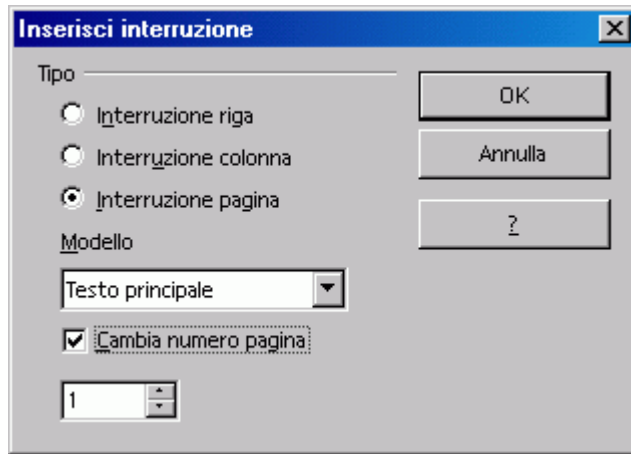 Inserisci interruzione
Tipo
Interruzione riga
Interruzione colonna
Interruzione pagina
Modello
Testo principale
Cambia numero pagina
1
OK
Annulla
?